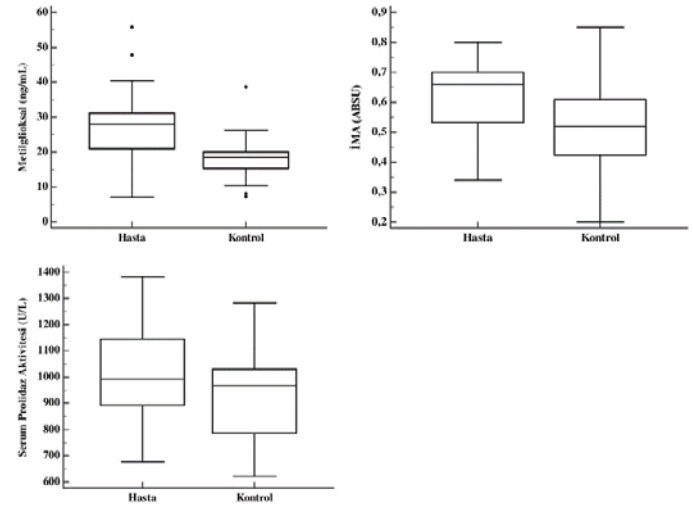 Metilglioksal (ng/mL)
60
50
40
30
20
10
0
Hasta
Kontrol
İMA (ABSU)
0,9
0,8
0,7
0,6
0,5
0,4
0,3
0,2
Hasta
Kontrol
Serum Prolidaz Aktivitesi (U/L)
1400
1300
1200
1100
1000
900
800
700
600
Hasta
Kontrol